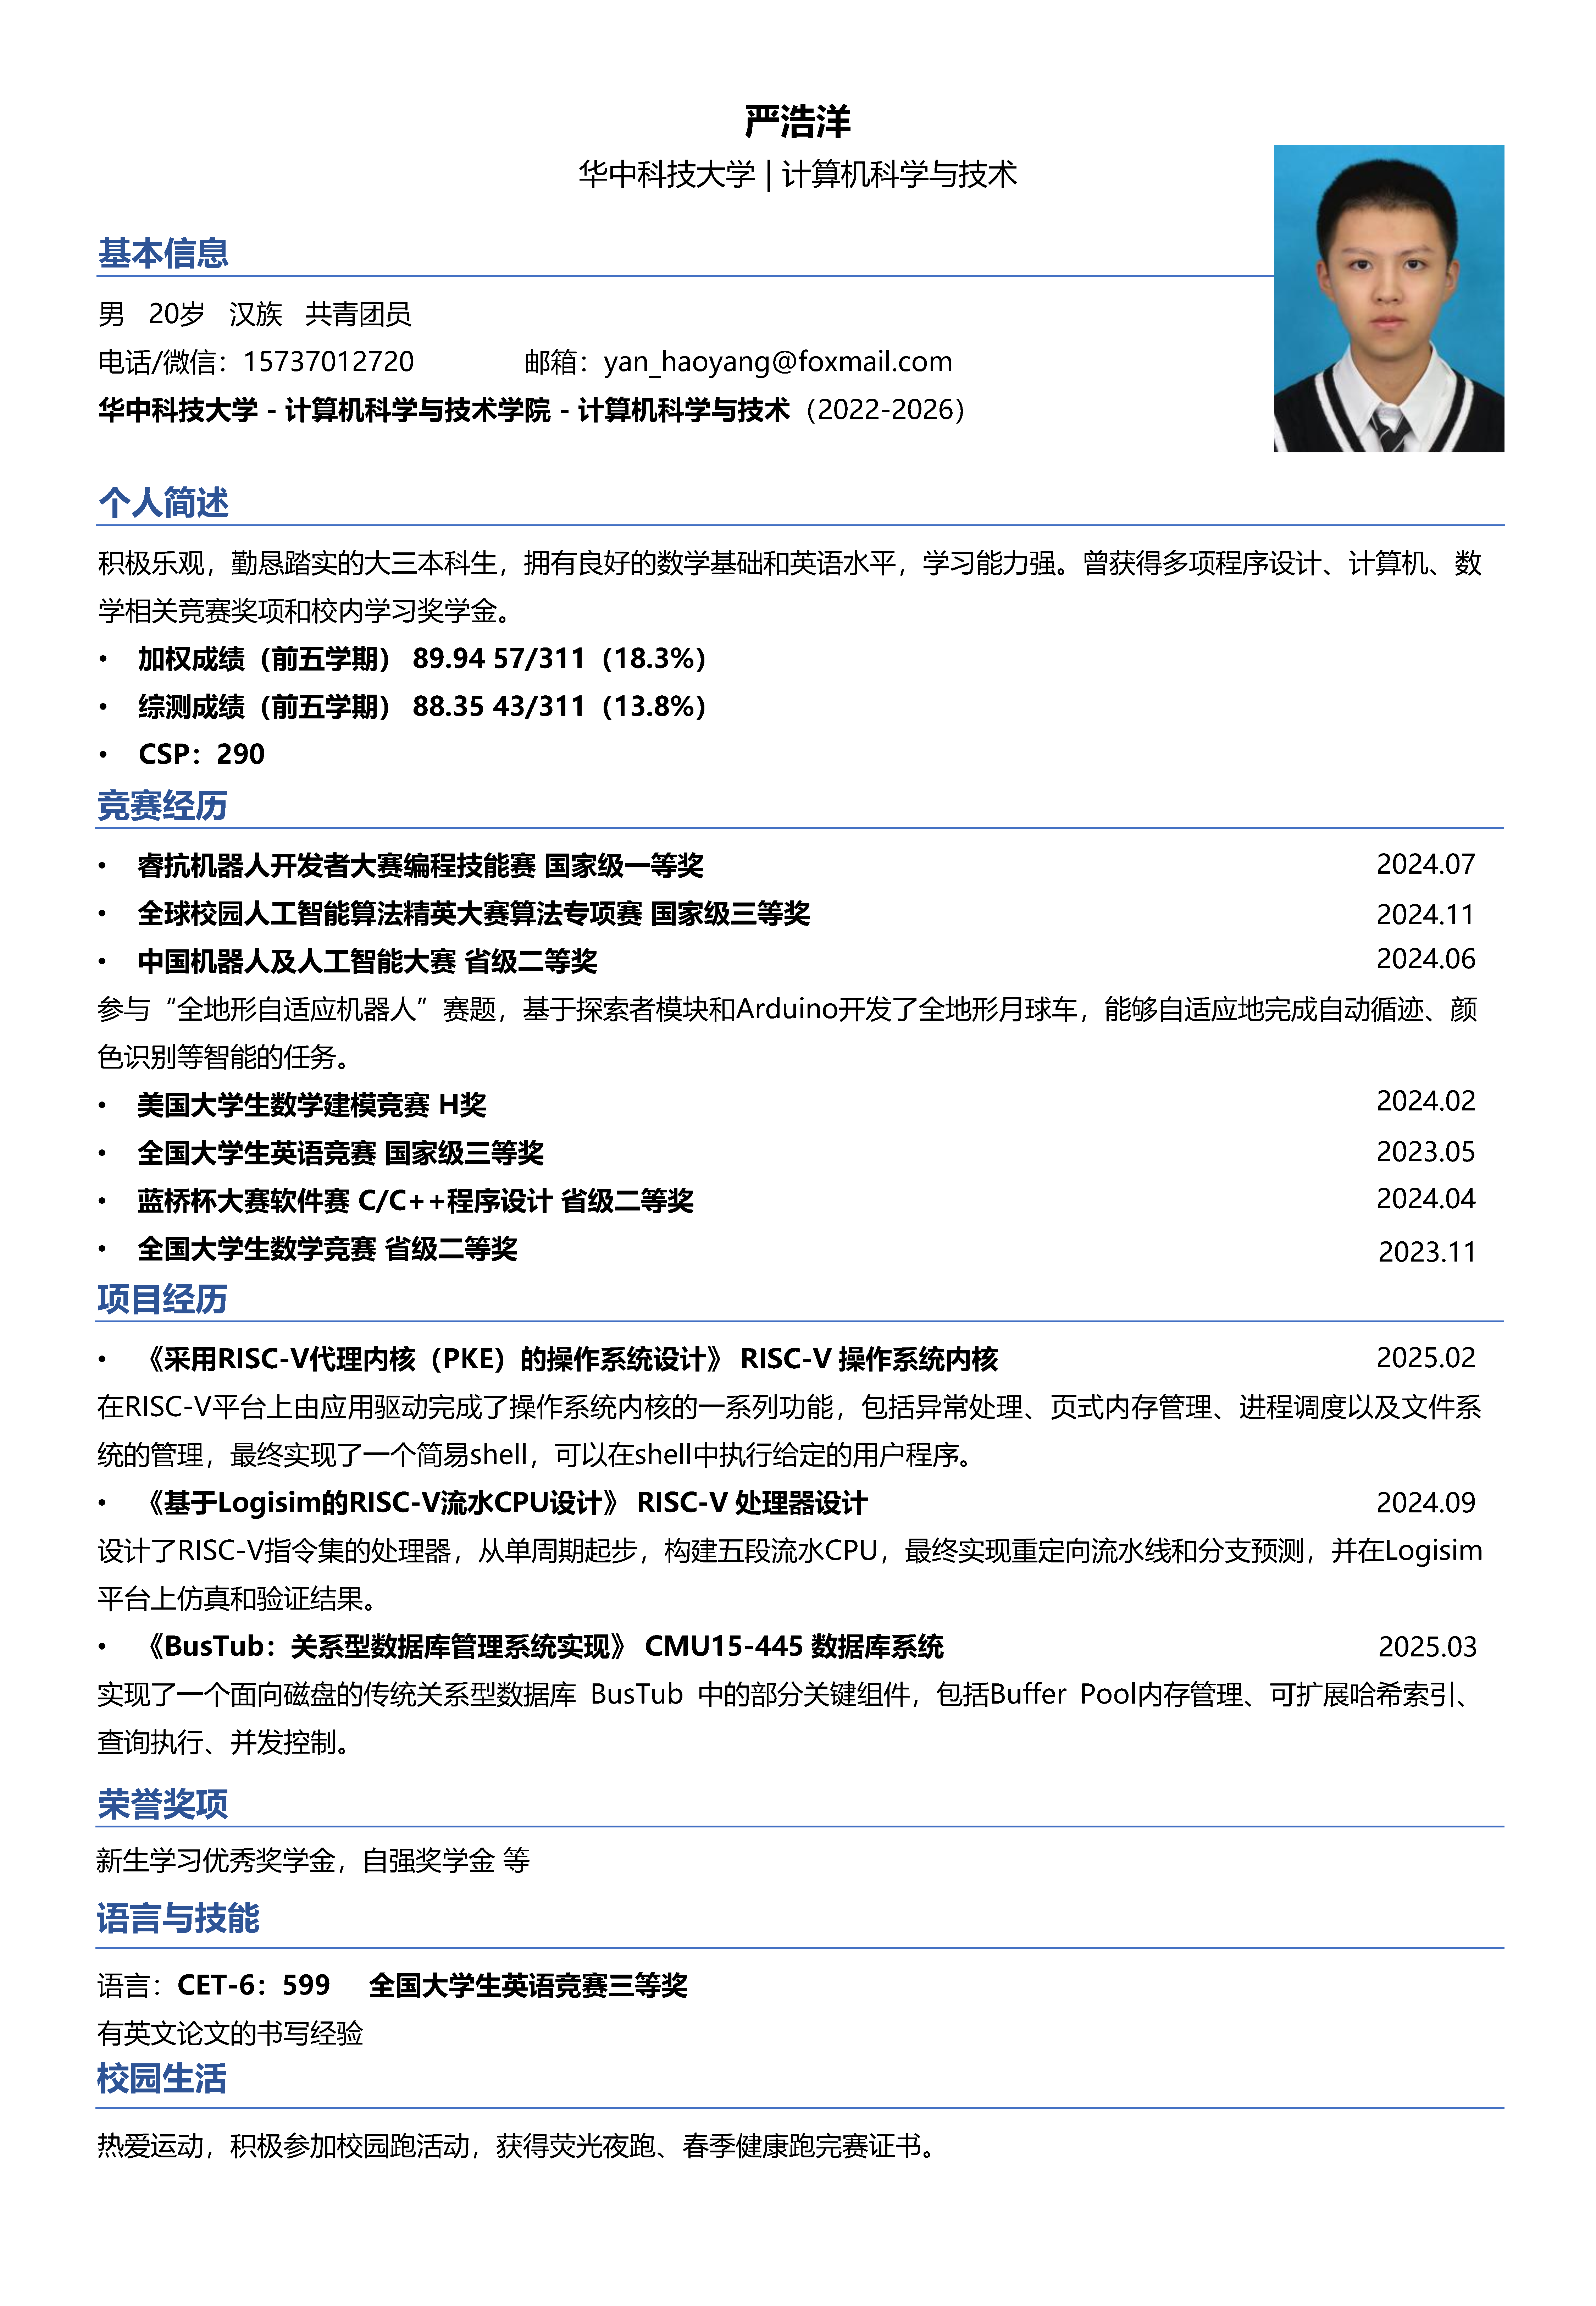 严浩洋
华中科技大学 | 计算机科学与技术
基本信息
男 20岁 汉族 共青团员
电话/微信：15737012720 邮箱：yan_haoyang@foxmail.com
华中科技大学 - 计算机科学与技术学院 - 计算机科学与技术（2022-2026）
个人简述
积极乐观，勤恳踏实的大三本科生，拥有良好的数学基础和英语水平，学习能力强。曾获得多项程序设计、计算机、数
学相关竞赛奖项和校内学习奖学金。
• 加权成绩（前五学期） 89.94 57/311（18.3%）
• 综测成绩（前五学期） 88.35 43/311（13.8%）
• CSP：290
竞赛经历
• 睿抗机器人开发者大赛编程技能赛 国家级一等奖 2024.07
• 全球校园人工智能算法精英大赛算法专项赛 国家级三等奖 2024.11
• 中国机器人及人工智能大赛 省级二等奖 2024.06
参与“全地形自适应机器人”赛题，基于探索者模块和Arduino开发了全地形月球车，能够自适应地完成自动循迹、颜
色识别等智能的任务。
• 美国大学生数学建模竞赛 H奖 2024.02
• 全国大学生英语竞赛 国家级三等奖 2023.05
• 蓝桥杯大赛软件赛 C/C++程序设计 省级二等奖 2024.04
• 全国大学生数学竞赛 省级二等奖 2023.11
项目经历
• 《采用RISC-V代理内核（PKE）的操作系统设计》 RISC-V 操作系统内核 2025.02
在RISC-V平台上由应用驱动完成了操作系统内核的一系列功能，包括异常处理、页式内存管理、进程调度以及文件系
统的管理，最终实现了一个简易shell，可以在shell中执行给定的用户程序。
• 《基于Logisim的RISC-V流水CPU设计》 RISC-V 处理器设计 2024.09
设计了RISC-V指令集的处理器，从单周期起步，构建五段流水CPU，最终实现重定向流水线和分支预测，并在Logisim
平台上仿真和验证结果。
• 《BusTub：关系型数据库管理系统实现》 CMU15-445 数据库系统 2025.03
实现了一个面向磁盘的传统关系型数据库 BusTub 中的部分关键组件，包括Buffer Pool内存管理、可扩展哈希索引、
查询执行、并发控制。
荣誉奖项
新生学习优秀奖学金，自强奖学金 等
语言与技能
语言：CET-6：599 全国大学生英语竞赛三等奖
有英文论文的书写经验
校园生活
热爱运动，积极参加校园跑活动，获得荧光夜跑、春季健康跑完赛证书。